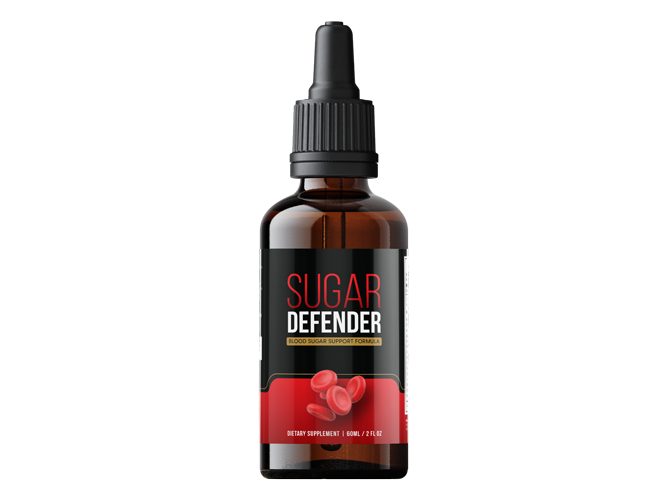 SUGAR
DEFENDER
BLOOD SUGAR SUPPORT FORMULA
DIETARY SUPPLEMENT | 60ML / 2 FL OZ